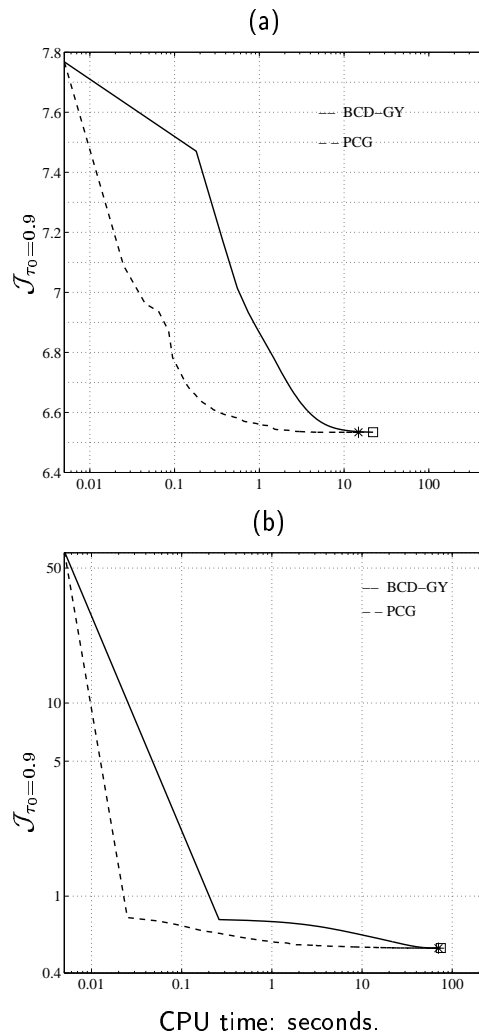 (a)
7.8
7.6
7.4
7.2
7
6.8
6.6
6.4
𝒥τ₀=0.9
BCD–GY
PCG
0.01 0.1 1 10 100
(b)
50
10
5
1
0.4
𝒥τ₀=0.9
BCD–GY
PCG
0.01 0.1 1 10 100
CPU time: seconds.